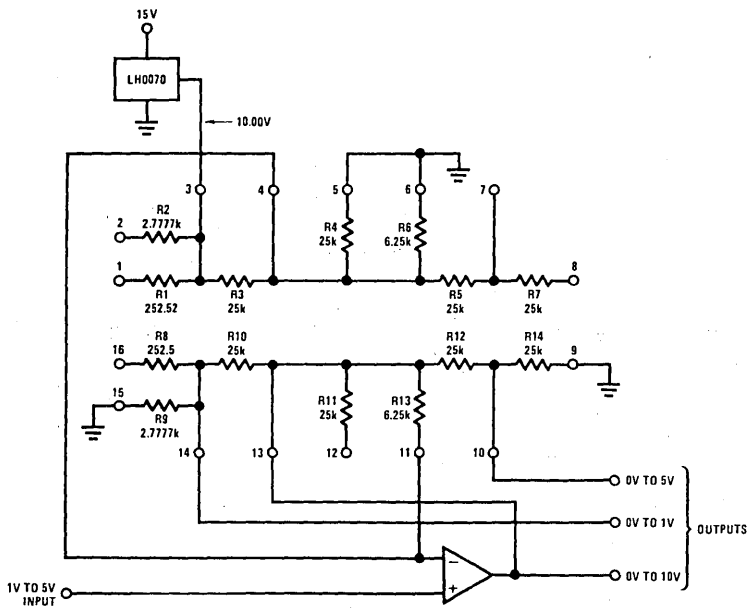 15V
LH0070
10.00V
3
4
5
6
7
2
R2
2.7777k
R4
25k
R6
6.25k
1
8
R1
252.52
R3
25k
R5
25k
R7
25k
R8
252.5
R10
25k
R12
25k
R14
25k
16
9
15
R9
2.7777k
R11
25k
R13
6.25k
14
13
12
11
10
0V TO 5V
0V TO 1V
OUTPUTS
0V TO 10V
−
+
1V TO 5V
INPUT